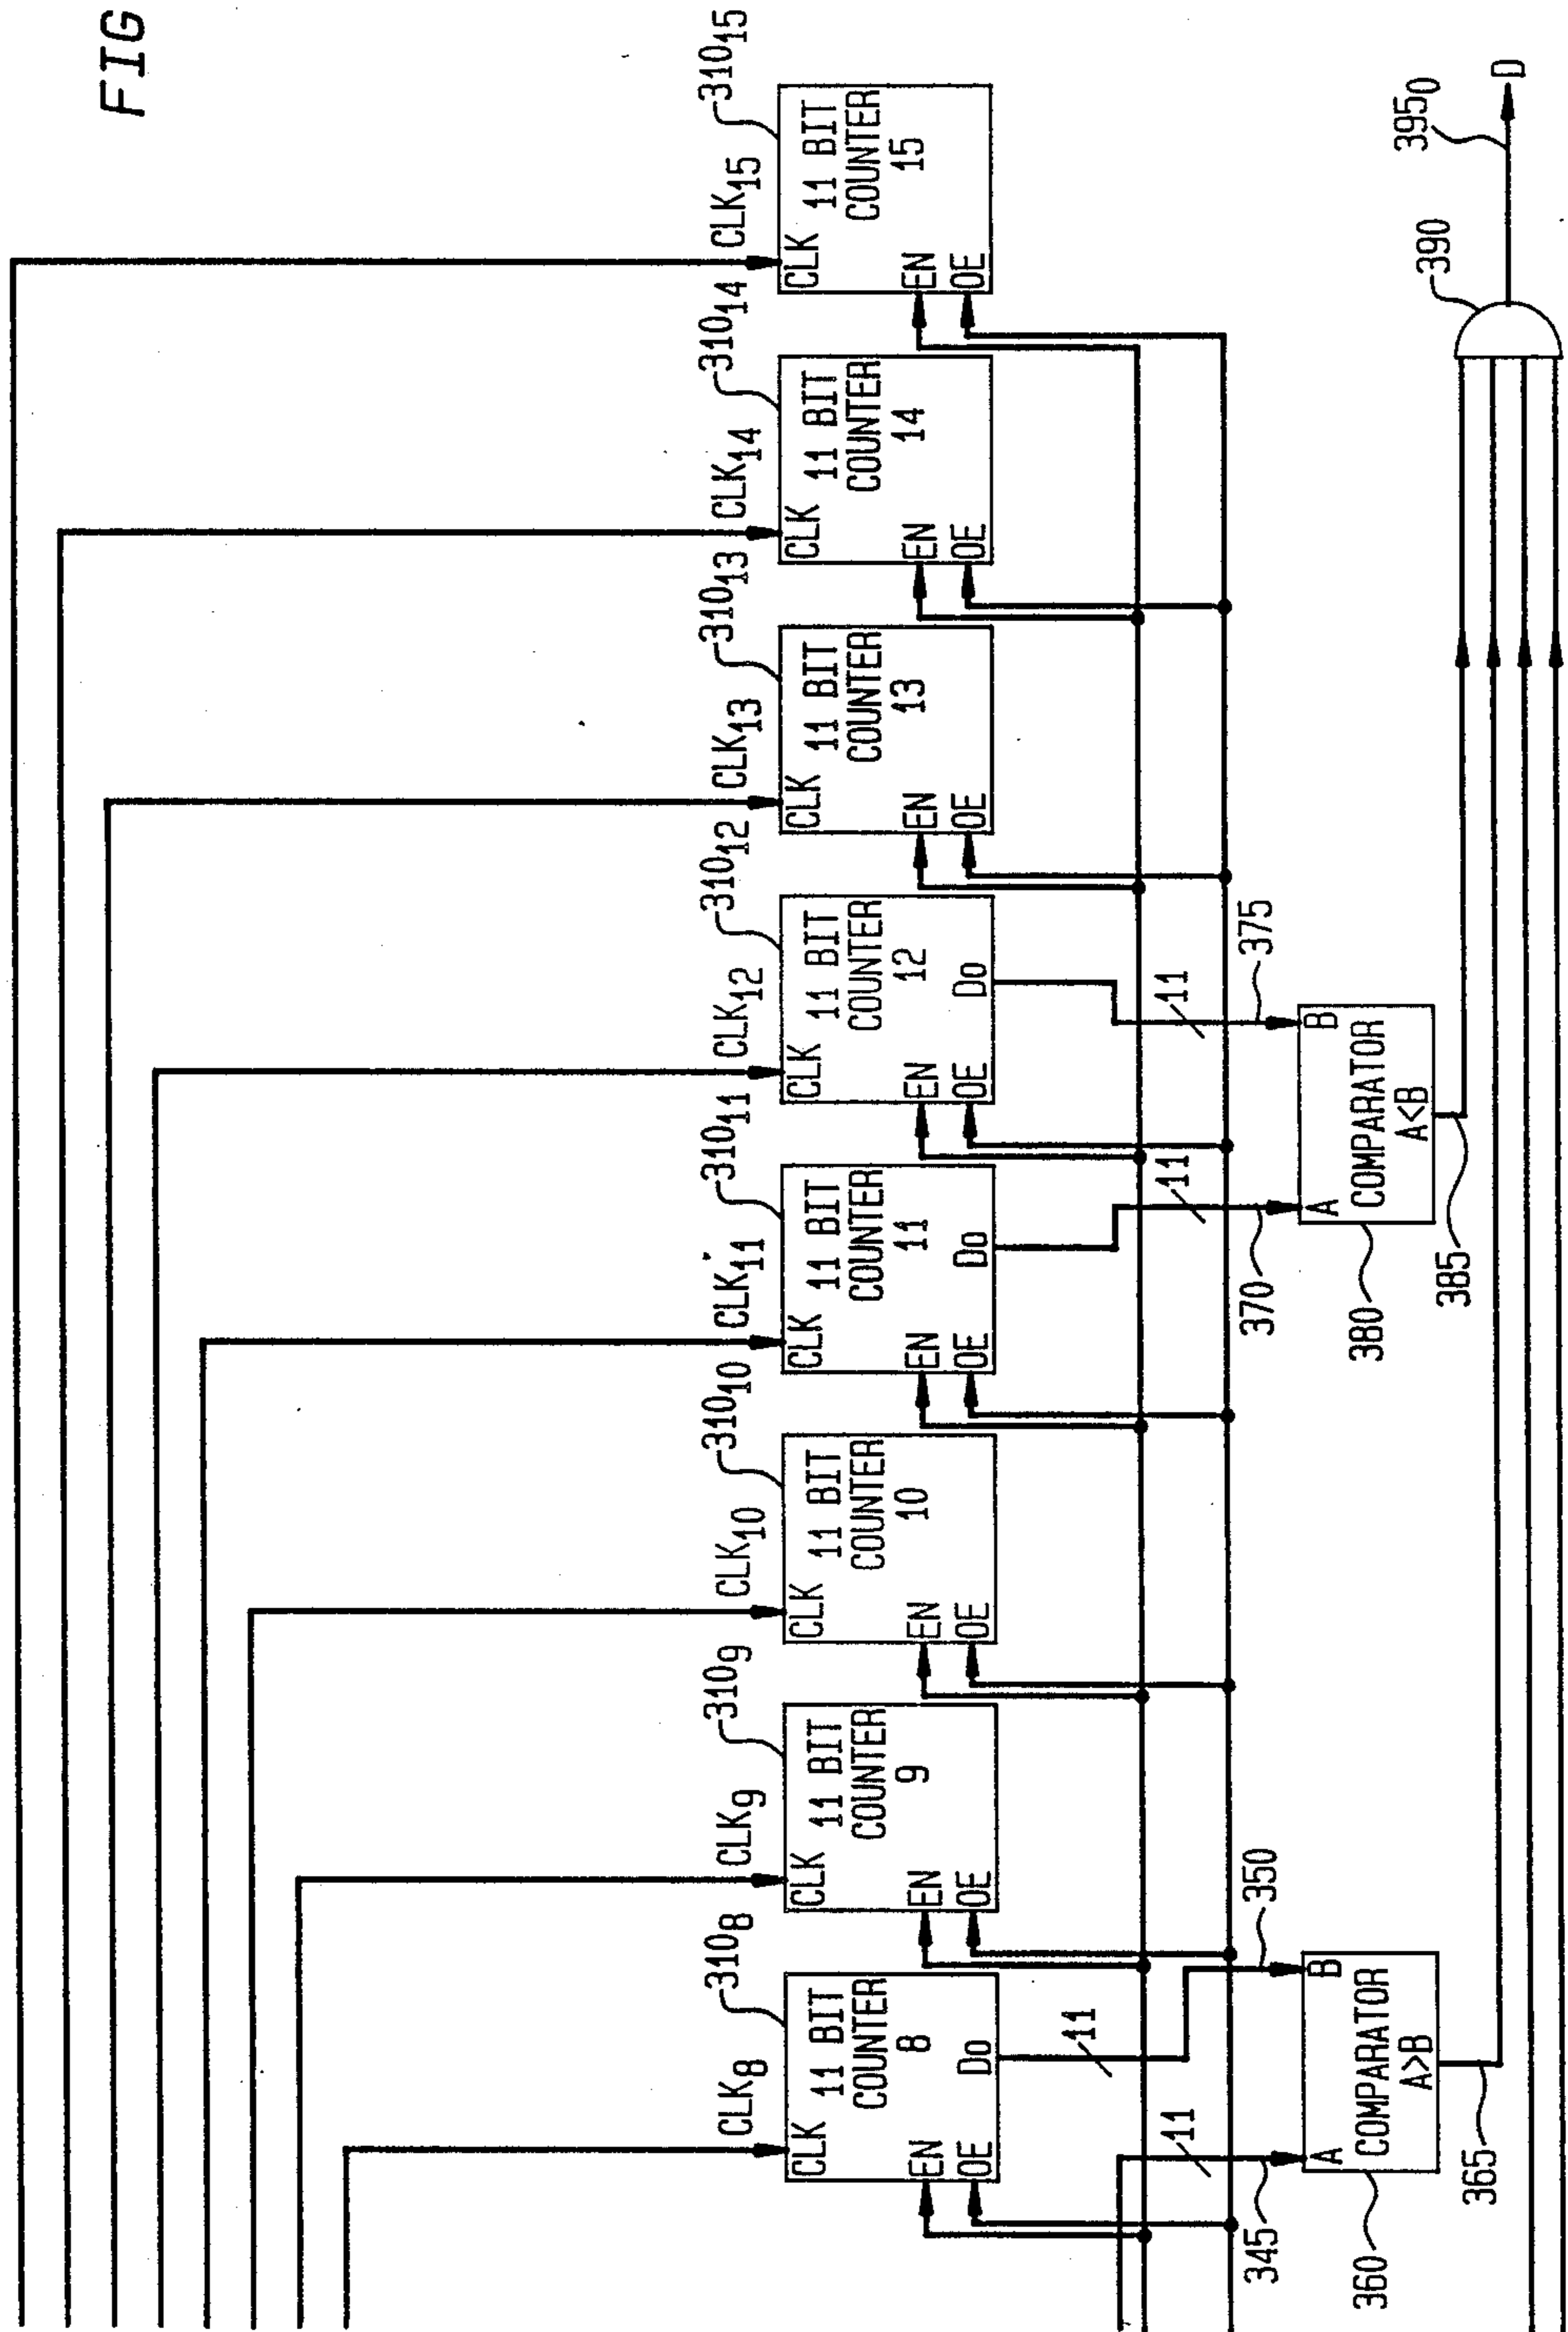 FIG
CLK8
3108
CLK
11 BIT
COUNTER
8
EN
OE
Do
CLK9
3109
CLK
11 BIT
COUNTER
9
EN
OE
CLK10
31010
CLK
11 BIT
COUNTER
10
EN
OE
CLK11
31011
CLK
11 BIT
COUNTER
11
EN
OE
Do
CLK12
31012
CLK
11 BIT
COUNTER
12
EN
OE
Do
CLK13
31013
CLK
11 BIT
COUNTER
13
EN
OE
CLK14
31014
CLK
11 BIT
COUNTER
14
EN
OE
CLK15
31015
CLK
11 BIT
COUNTER
15
EN
OE
11
11
345
350
360
A
B
COMPARATOR
A>B
365
11
11
370
375
380
A
B
COMPARATOR
A<B
385
390
3950
D